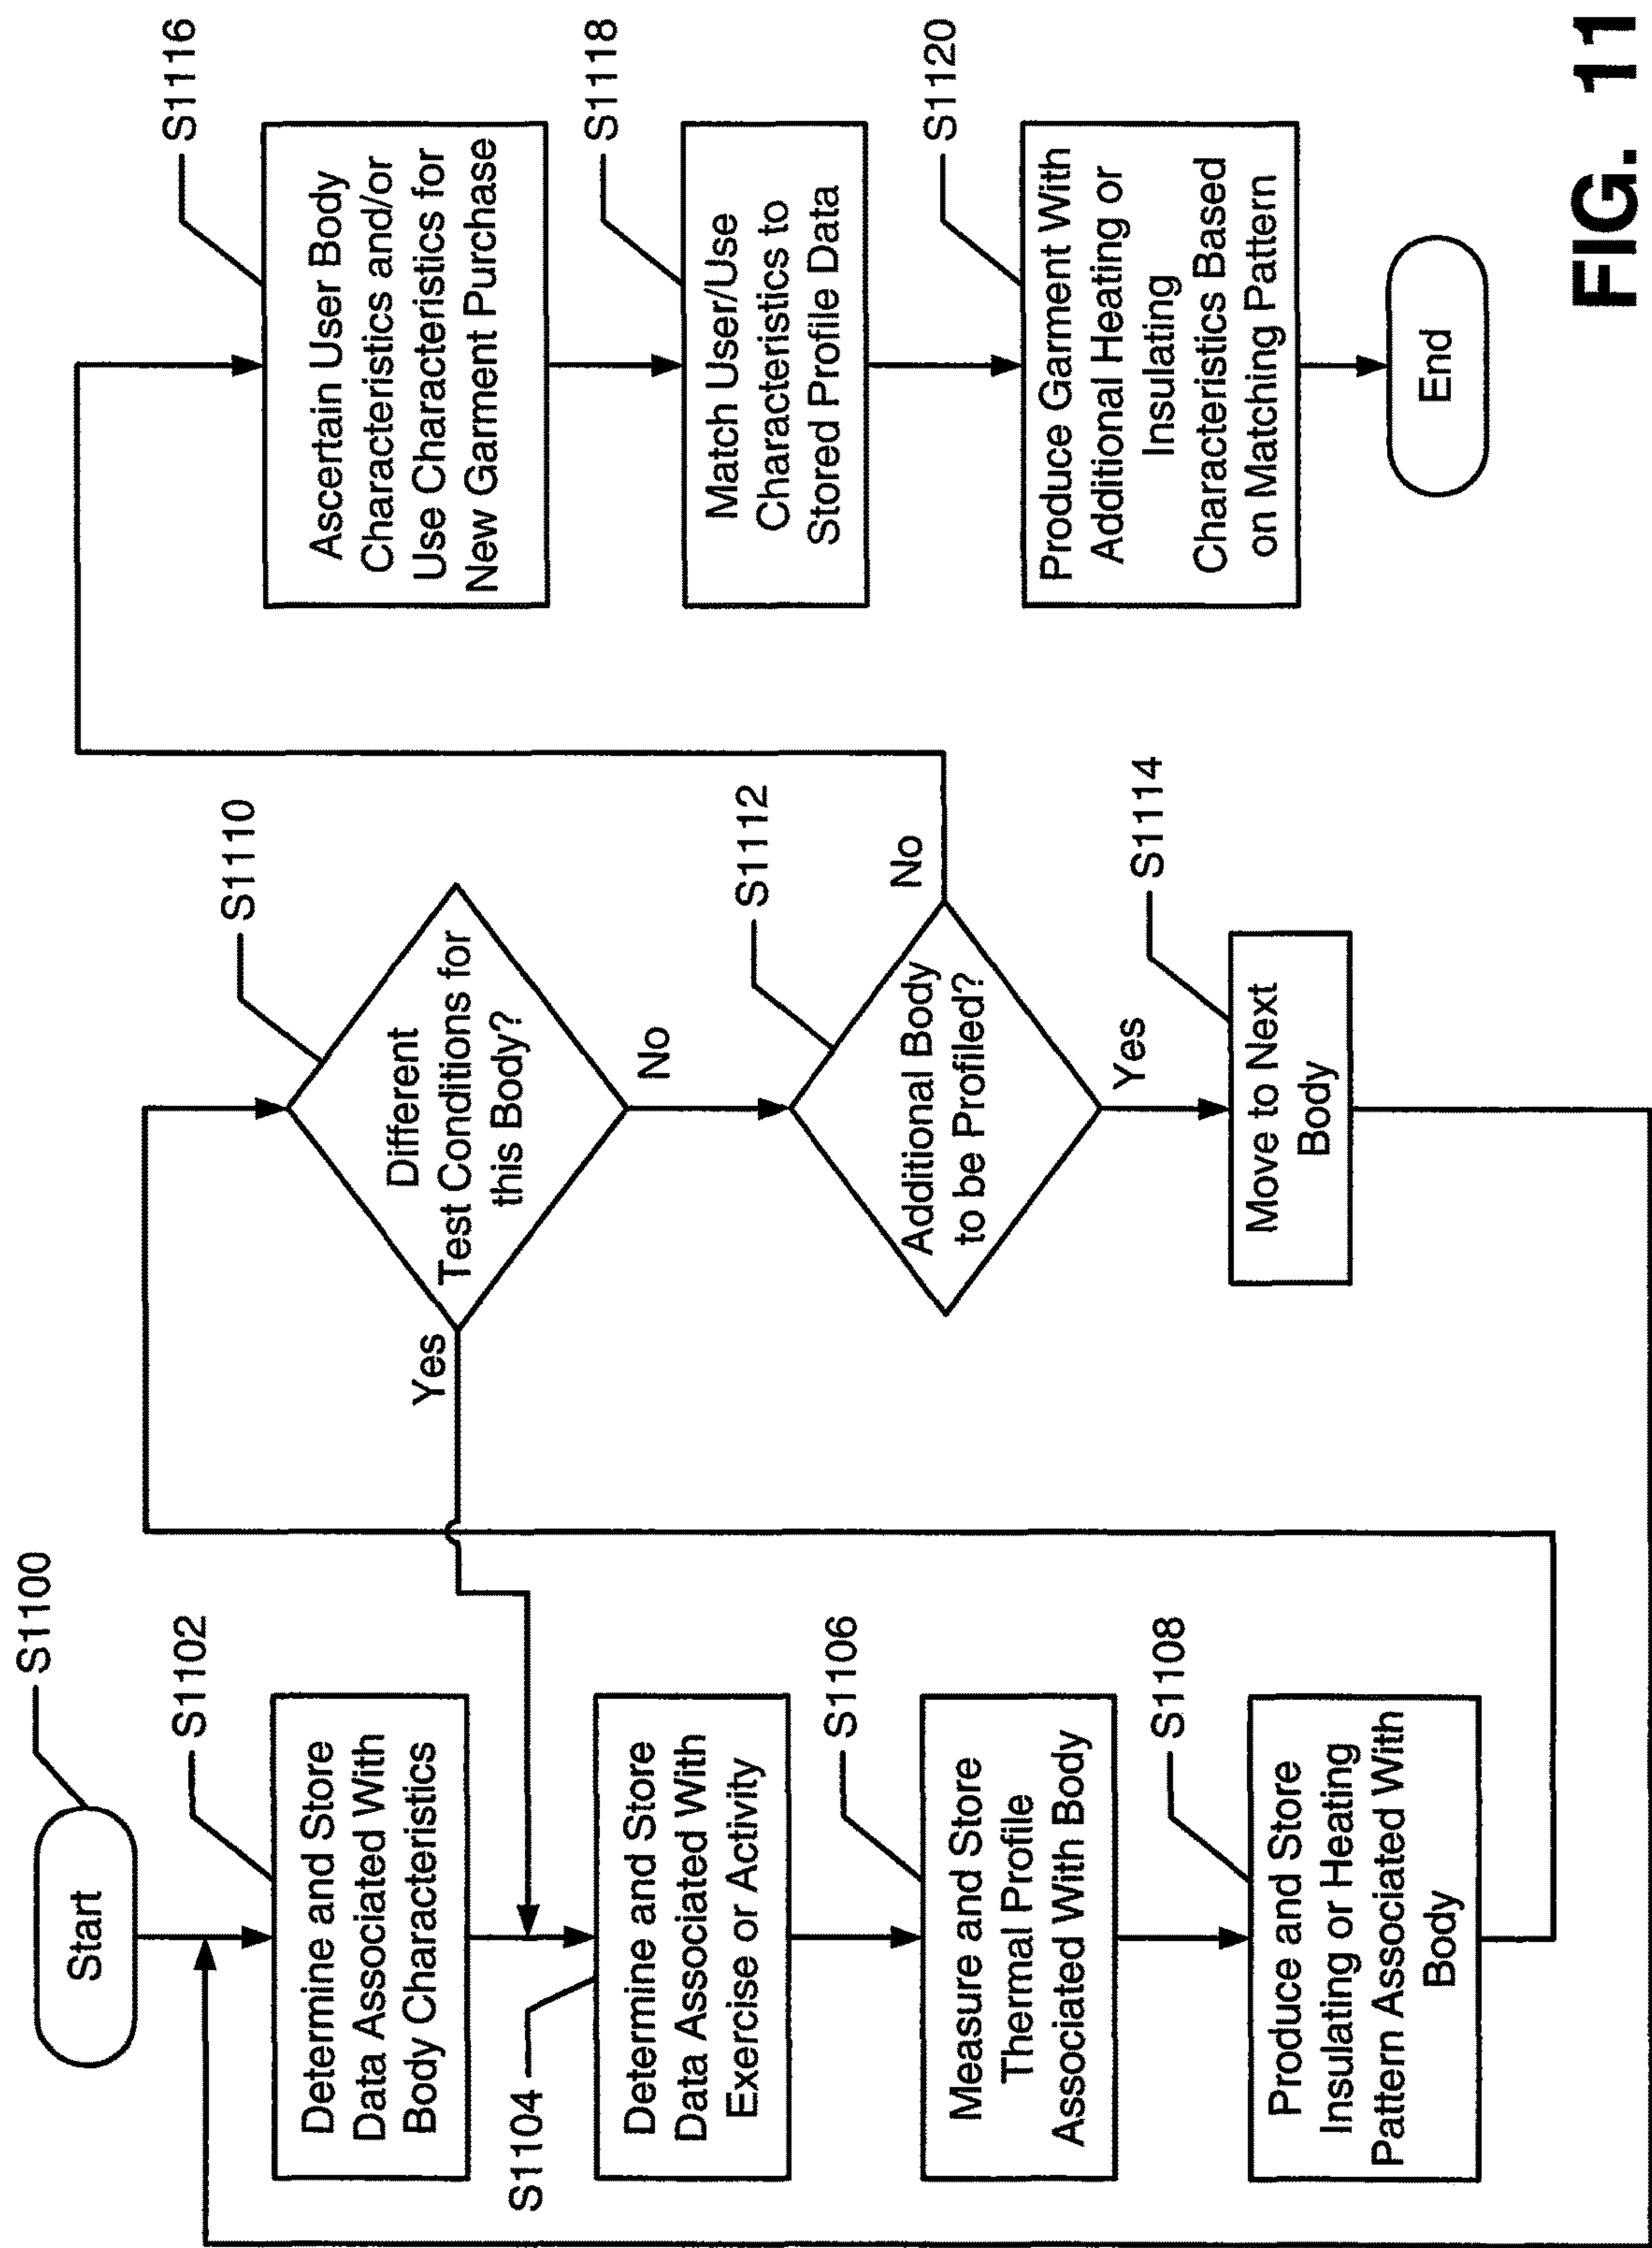 S1100
Start
S1102
Determine and Store
Data Associated With
Body Characteristics
S1104
Determine and Store
Data Associated With
Exercise or Activity
S1106
Measure and Store
Thermal Profile
Associated With Body
S1108
Produce and Store
Insulating or Heating
Pattern Associated With
Body
S1110
Different
Test Conditions for
this Body?
Yes
No
S1112
Additional Body
to be Profiled?
No
Yes
S1114
Move to Next
Body
S1116
Ascertain User Body
Characteristics and/or
Use Characteristics for
New Garment Purchase
S1118
Match User/Use
Characteristics to
Stored Profile Data
S1120
Produce Garment With
Additional Heating or
Insulating
Characteristics Based
on Matching Pattern
End
FIG. 11